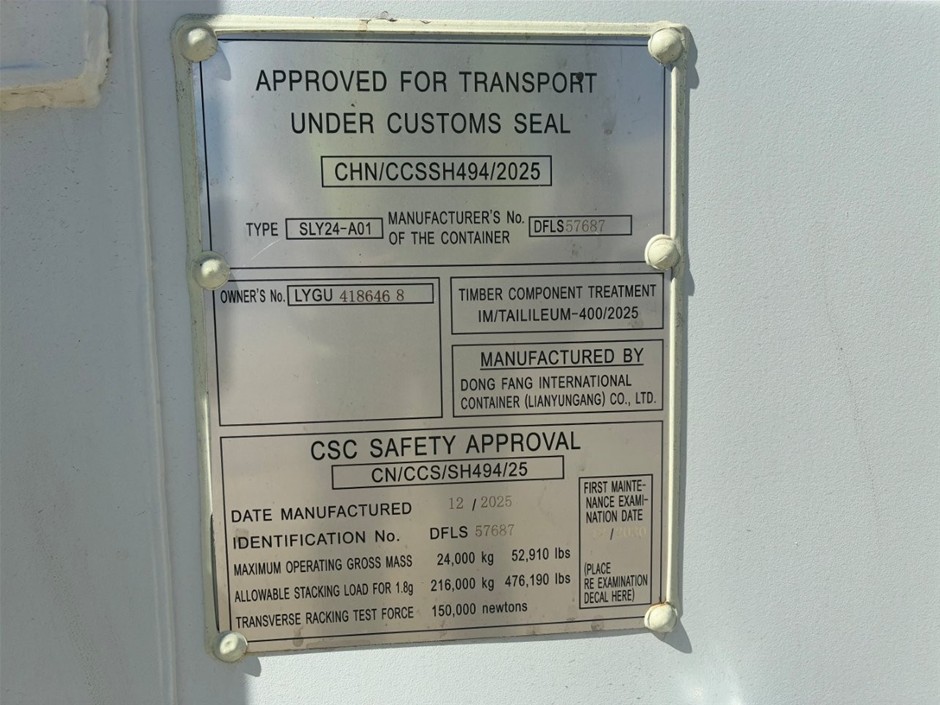 APPROVED FOR TRANSPORT
UNDER CUSTOMS SEAL
CHN/CCSSH494/2025
TYPE SLY24-A01 MANUFACTURER'S No. OF THE CONTAINER DFLS57687
OWNER'S No. LYGU 418646 8
TIMBER COMPONENT TREATMENT
IM/TAILILEUM-400/2025
MANUFACTURED BY
DONG FANG INTERNATIONAL
CONTAINER (LIANYUNGANG) CO., LTD.
CSC SAFETY APPROVAL
CN/CCS/SH494/25
DATE MANUFACTURED 12 / 2025
IDENTIFICATION No. DFLS 57687
MAXIMUM OPERATING GROSS MASS 24,000 kg 52,910 lbs
ALLOWABLE STACKING LOAD FOR 1.8g 216,000 kg 476,190 lbs
TRANSVERSE RACKING TEST FORCE 150,000 newtons
FIRST MAINTE-
NANCE EXAMI-
NATION DATE
/ 2030
(PLACE
RE EXAMINATION
DECAL HERE)